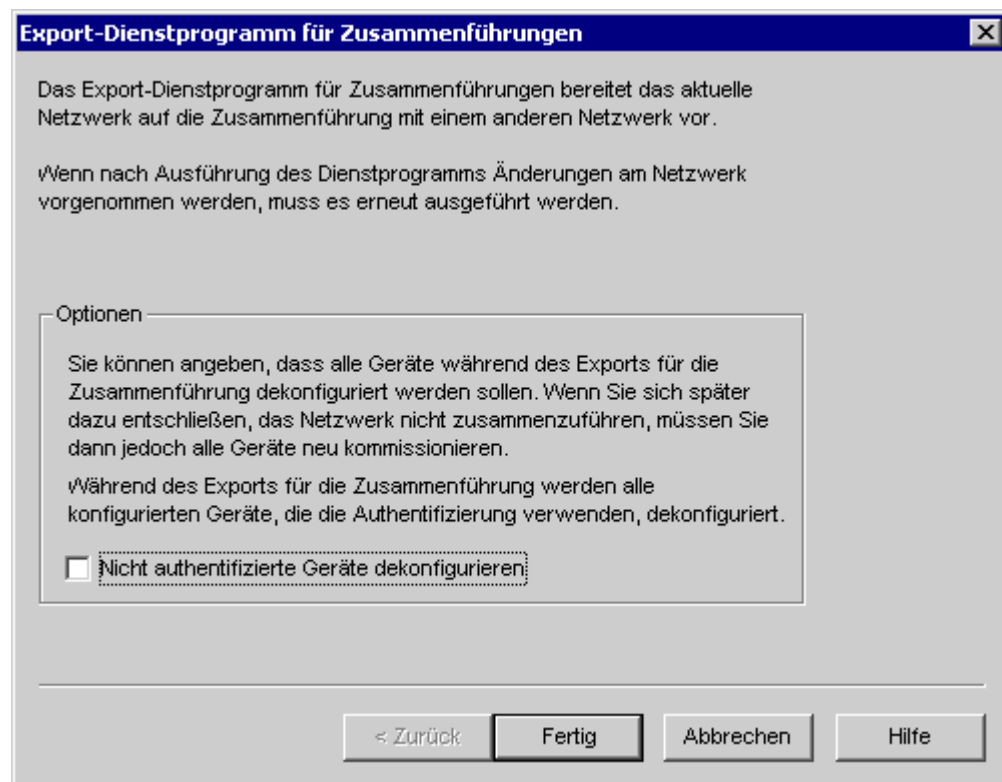 Export-Dienstprogramm für Zusammenführungen
Das Export-Dienstprogramm für Zusammenführungen bereitet das aktuelle
Netzwerk auf die Zusammenführung mit einem anderen Netzwerk vor.
Wenn nach Ausführung des Dienstprogramms Änderungen am Netzwerk
vorgenommen werden, muss es erneut ausgeführt werden.
Optionen
Sie können angeben, dass alle Geräte während des Exports für die
Zusammenführung dekonfiguriert werden sollen. Wenn Sie sich später
dazu entschließen, das Netzwerk nicht zusammenzuführen, müssen Sie
dann jedoch alle Geräte neu kommissionieren.
Während des Exports für die Zusammenführung werden alle
konfigurierten Geräte, die die Authentifizierung verwenden, dekonfiguriert.
Nicht authentifizierte Geräte dekonfigurieren
< Zurück Fertig Abbrechen Hilfe